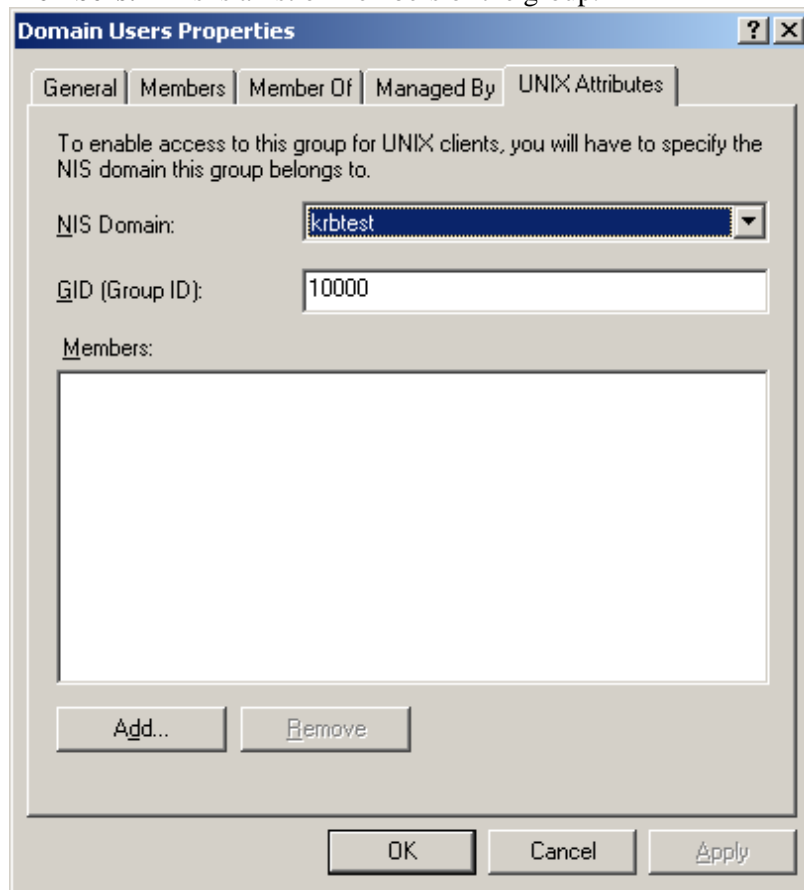 Domain Users Properties
General Members Member Of Managed By UNIX Attributes
To enable access to this group for UNIX clients, you will have to specify the
NIS domain this group belongs to.
NIS Domain: krbtest
GID (Group ID): 10000
Members:
Add... Remove
OK Cancel Apply